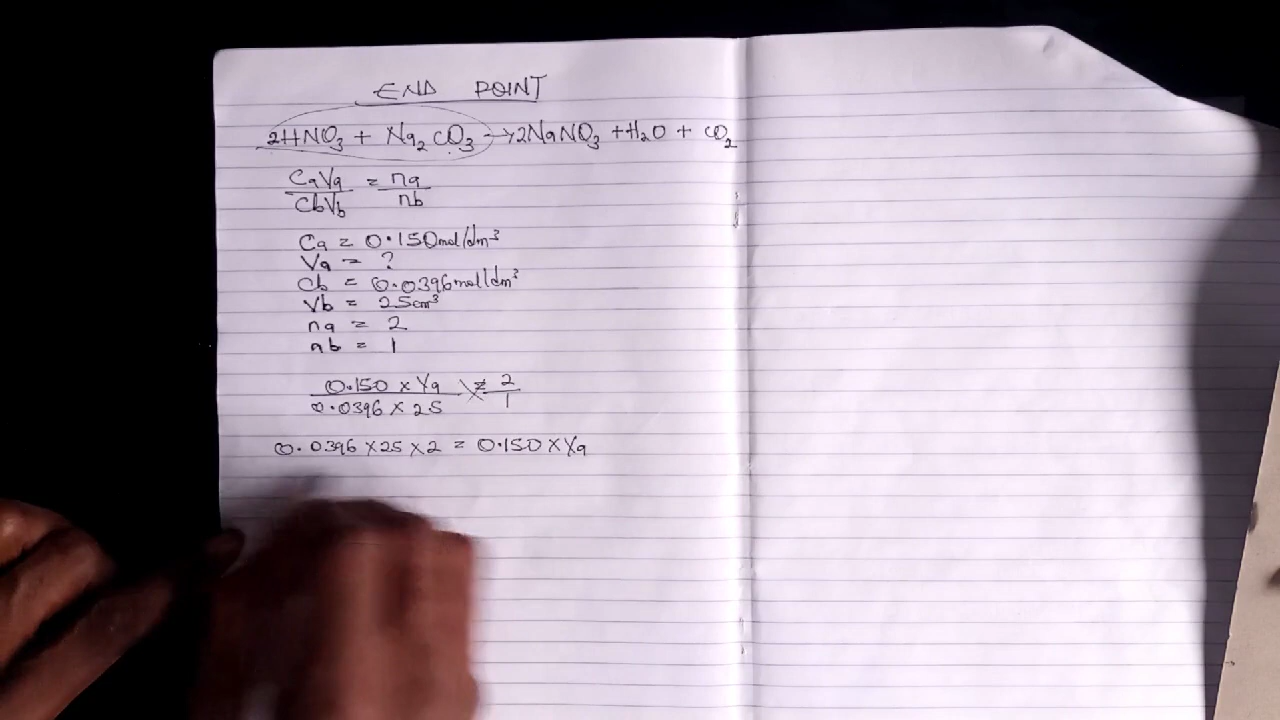 END POINT
2HNO₃ + Na₂CO₃ → 2NaNO₃ + H₂O + CO₂
CaVa/CbVb = na/nb
Ca = 0.150mol/dm³
Va = ?
Cb = 0.0396mol/dm³
Vb = 25cm³
na = 2
nb = 1
0.150 × Va / 0.0396 × 25 = 2/1
0.0396 × 25 × 2 = 0.150 × Va